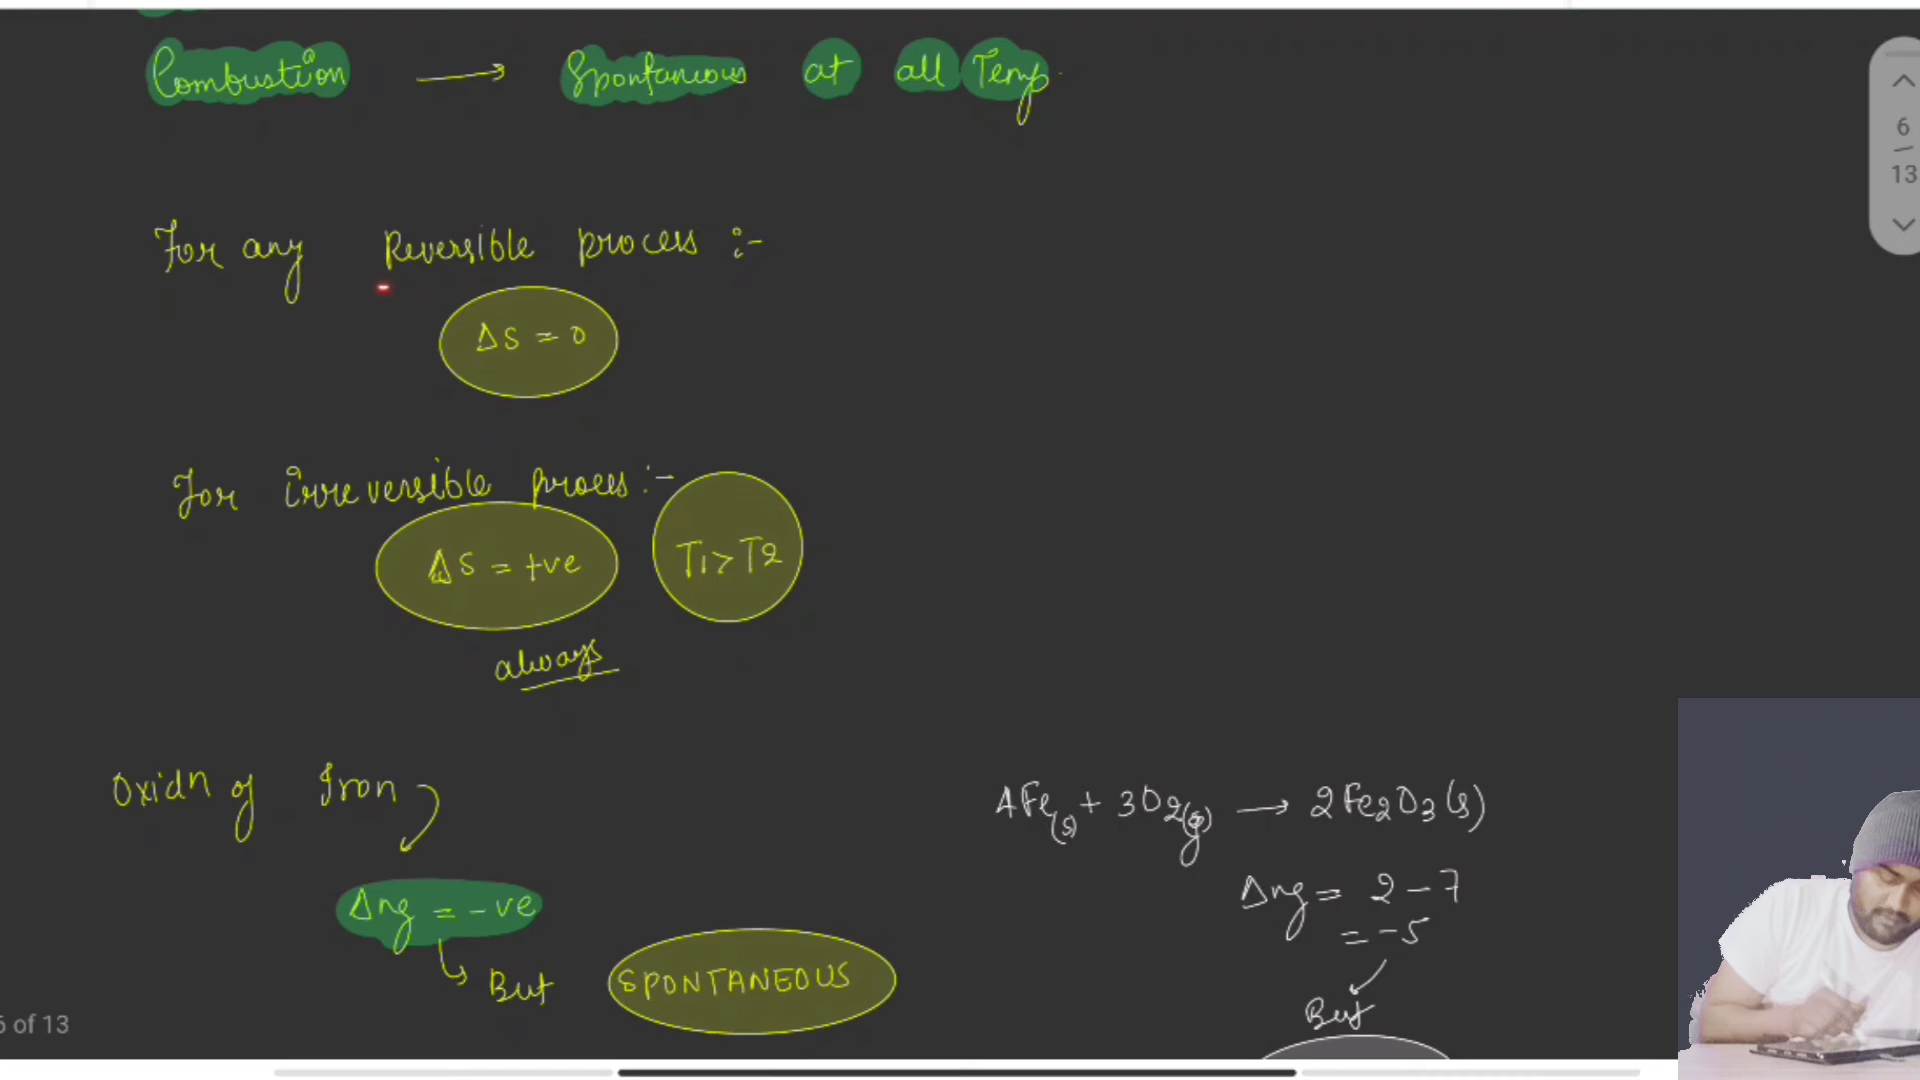 Combustion → Spontaneous at all Temp.
For any Reversible process :-
ΔS = 0
For irreversible proces :-
ΔS = +ve T1 > T2
always
Oxidn of Iron
4Fe(s) + 3O2(g) → 2Fe2O3(s)
Δng = -ve
Δng = 2 - 7
= -5
But SPONTANEOUS
But
6
13
6 of 13